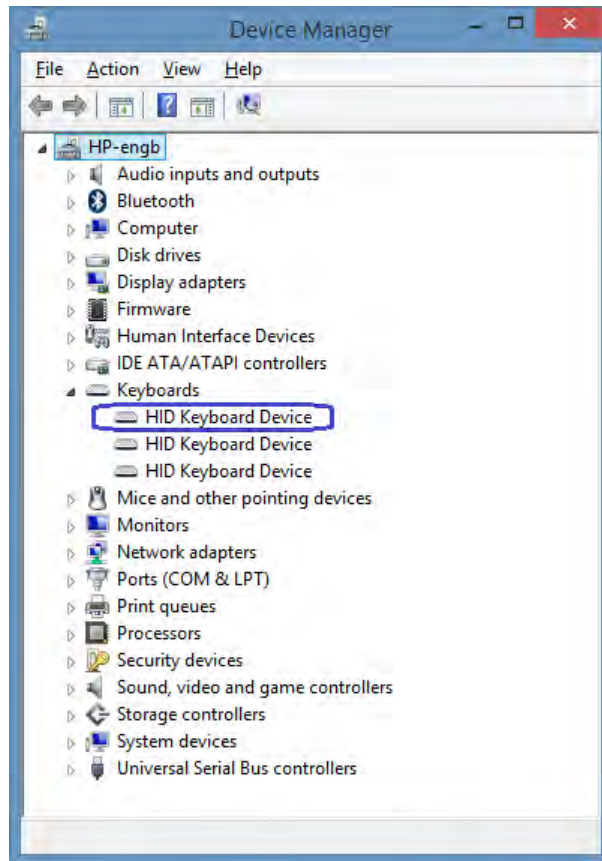 Device Manager
File Action View Help
HP-engb
Audio inputs and outputs
Bluetooth
Computer
Disk drives
Display adapters
Firmware
Human Interface Devices
IDE ATA/ATAPI controllers
Keyboards
HID Keyboard Device
HID Keyboard Device
HID Keyboard Device
Mice and other pointing devices
Monitors
Network adapters
Ports (COM & LPT)
Print queues
Processors
Security devices
Sound, video and game controllers
Storage controllers
System devices
Universal Serial Bus controllers